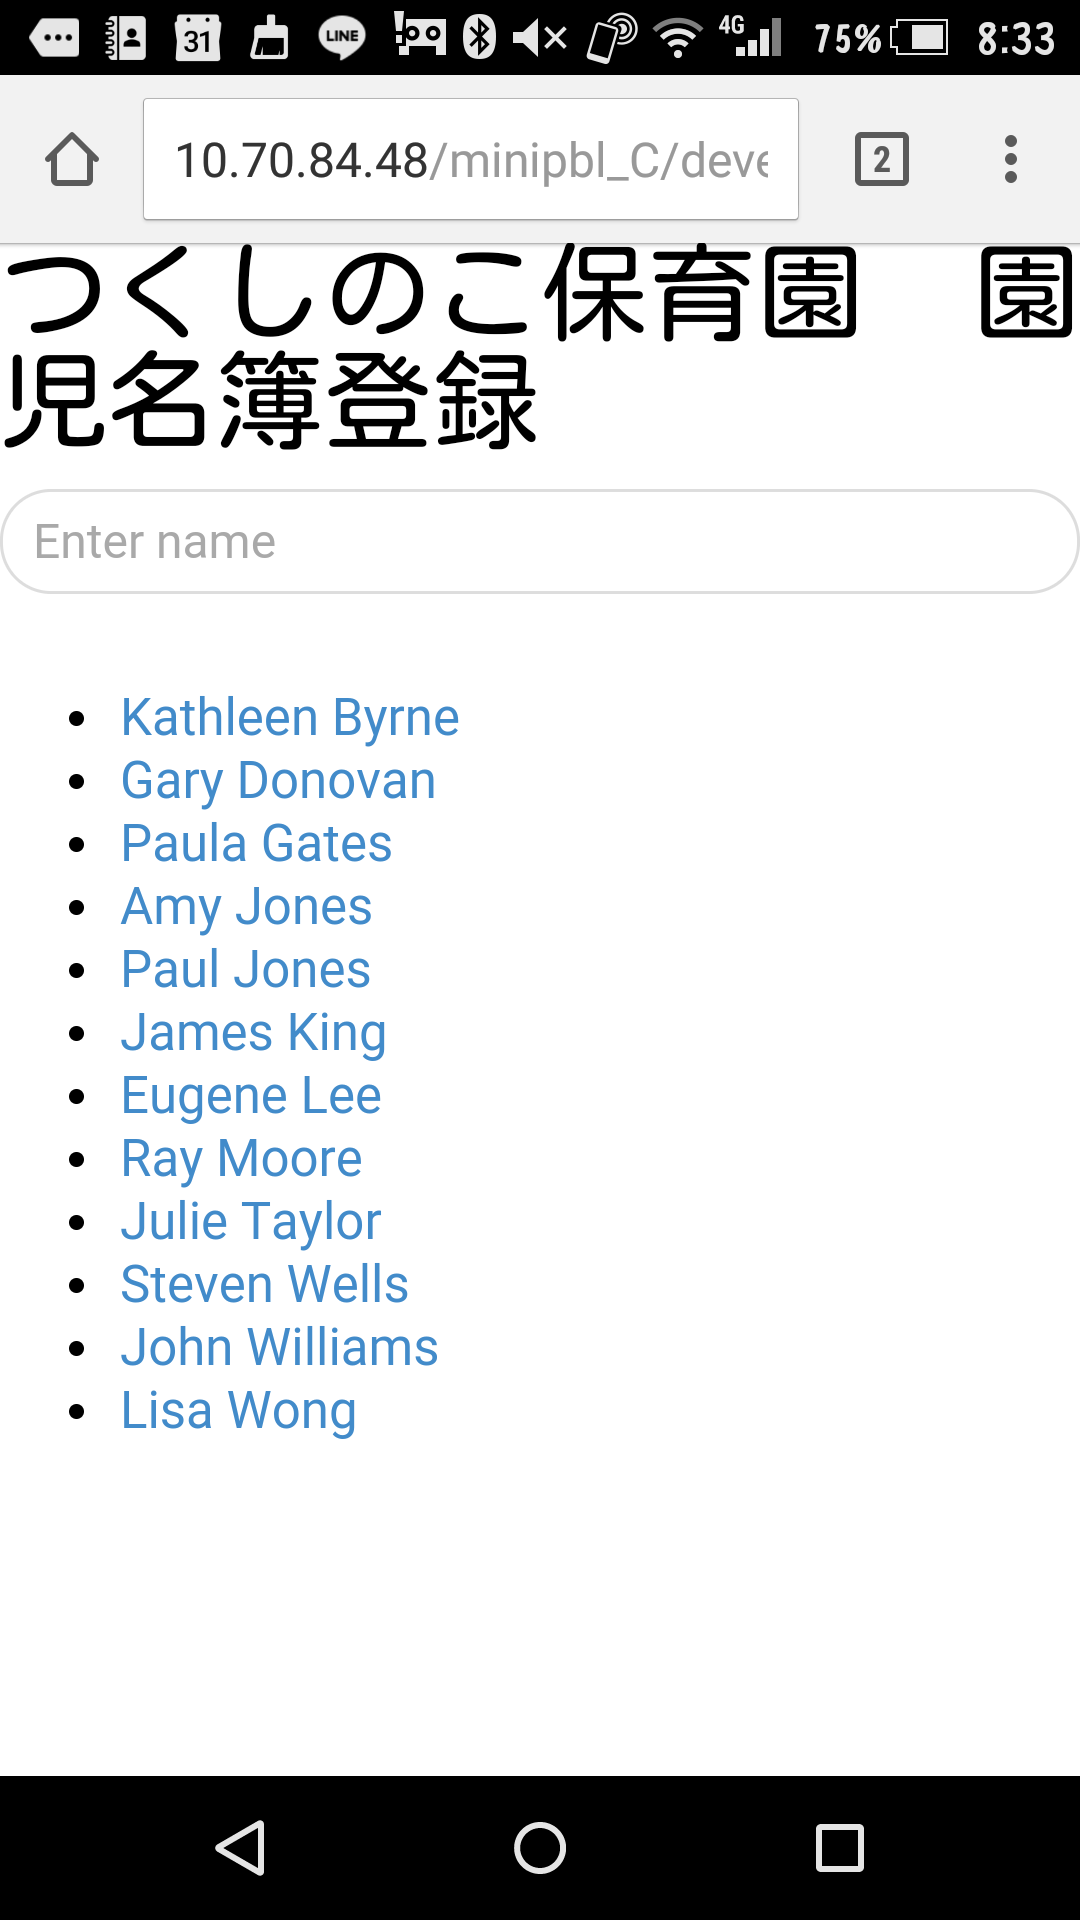 31 LINE 4G 75% 8:33
10.70.84.48/minipbl_C/deve
2
つくしのこ保育園　園
児名簿登録
Enter name
Kathleen Byrne
Gary Donovan
Paula Gates
Amy Jones
Paul Jones
James King
Eugene Lee
Ray Moore
Julie Taylor
Steven Wells
John Williams
Lisa Wong